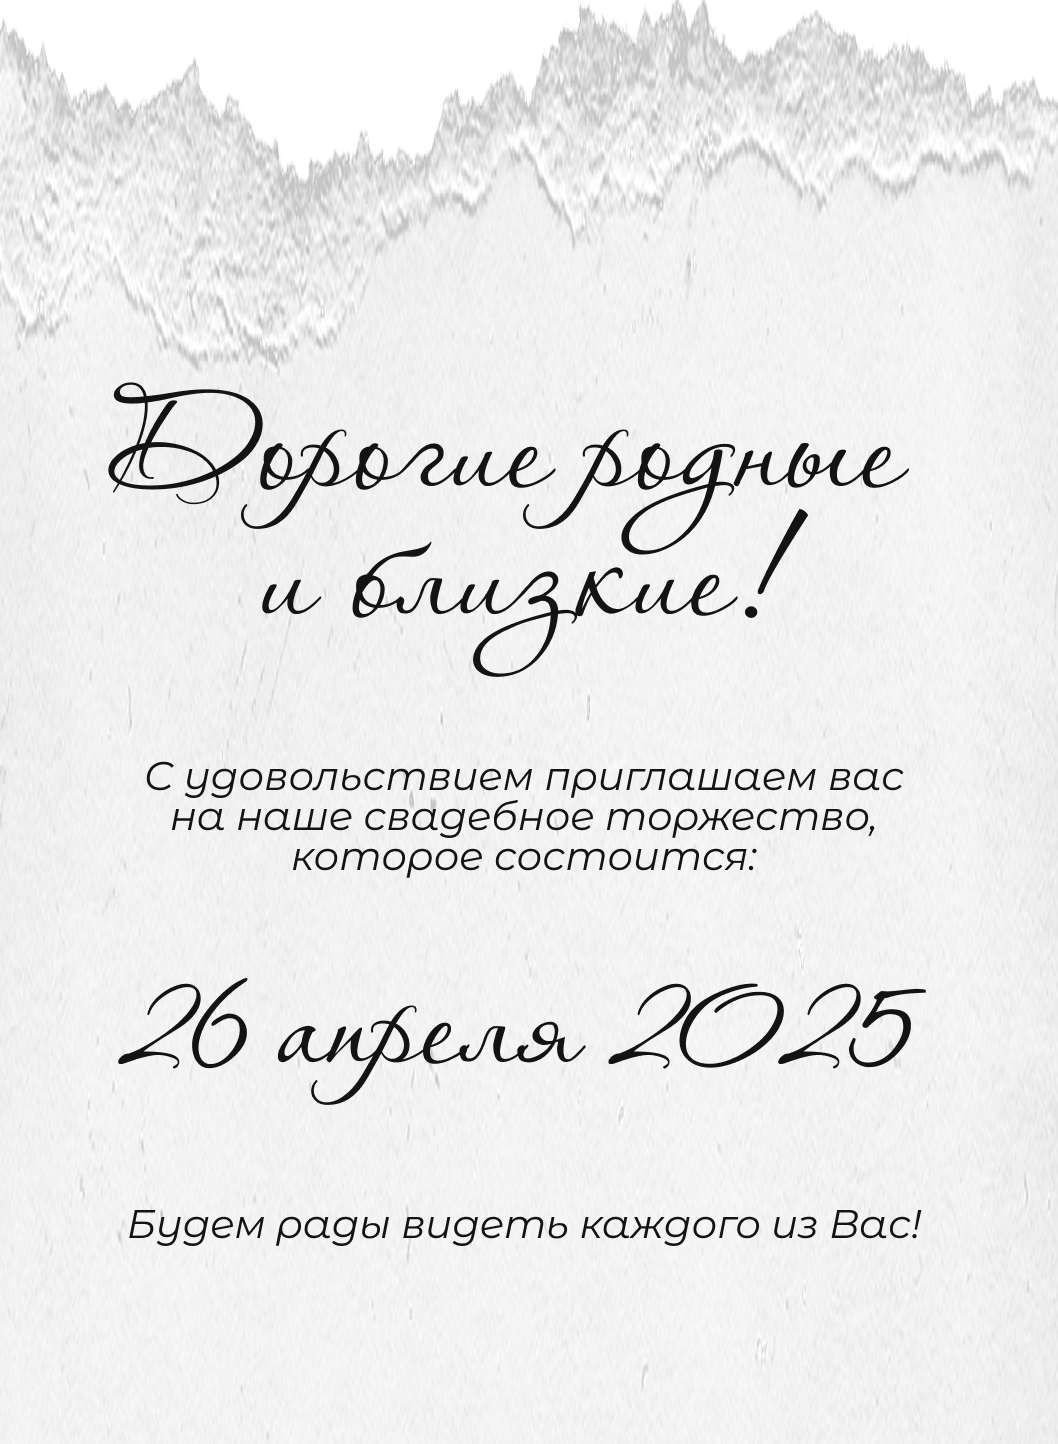 Дорогие родные
и близкие!
С удовольствием приглашаем вас
на наше свадебное торжество,
которое состоится:
26 апреля 2025
Будем рады видеть каждого из Вас!